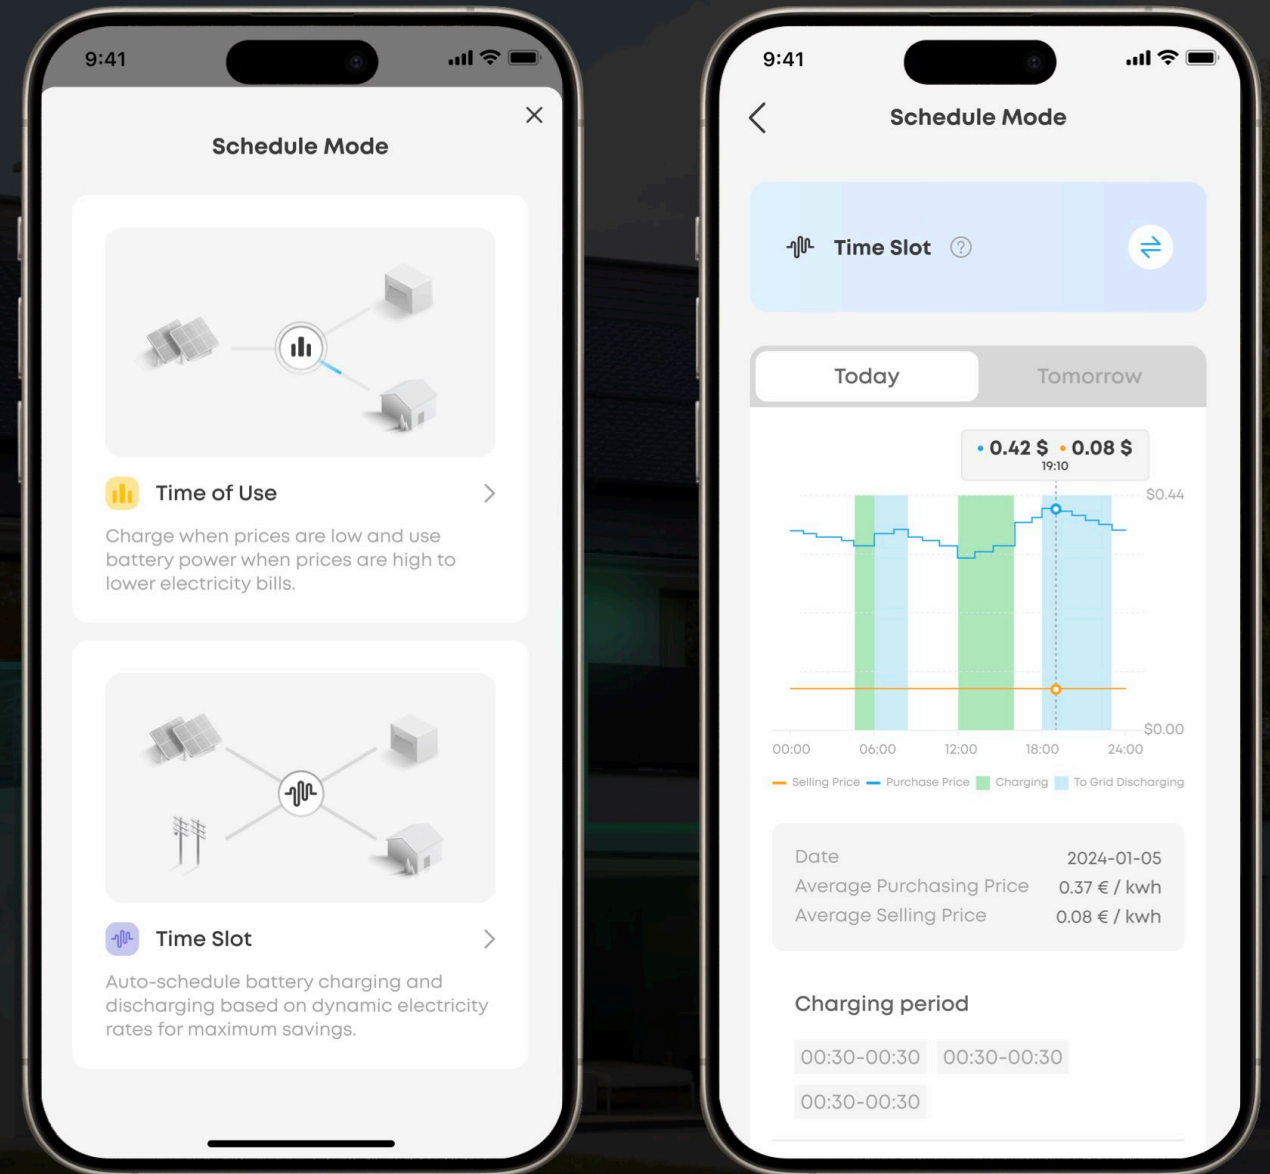 9:41
Schedule Mode
Time of Use
Charge when prices are low and use
battery power when prices are high to
lower electricity bills.
Time Slot
Auto-schedule battery charging and
discharging based on dynamic electricity
rates for maximum savings.
9:41
Schedule Mode
Time Slot ?
Today Tomorrow
0.42 $ 0.08 $
19:10
$0.44
$0.00
00:00 06:00 12:00 18:00 24:00
Selling Price Purchase Price Charging To Grid Discharging
Date 2024-01-05
Average Purchasing Price 0.37 € / kwh
Average Selling Price 0.08 € / kwh
Charging period
00:30-00:30 00:30-00:30
00:30-00:30